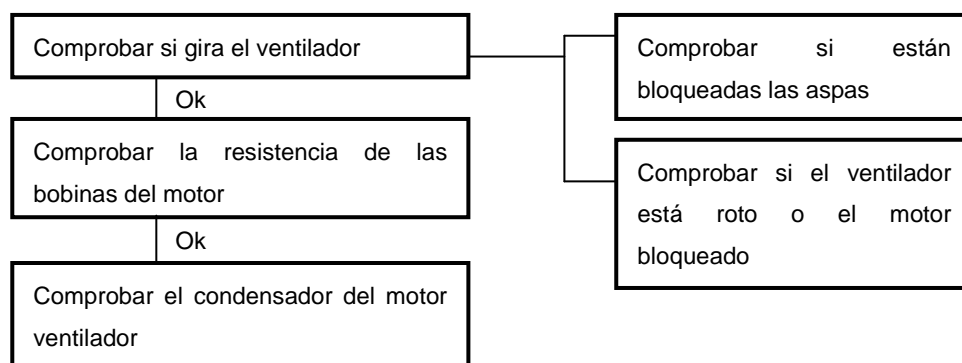 Comprobar si gira el ventilador
Ok
Comprobar la resistencia de las
bobinas del motor
Ok
Comprobar el condensador del motor
ventilador
Comprobar si están
bloqueadas las aspas
Comprobar si el ventilador
está roto o el motor
bloqueado